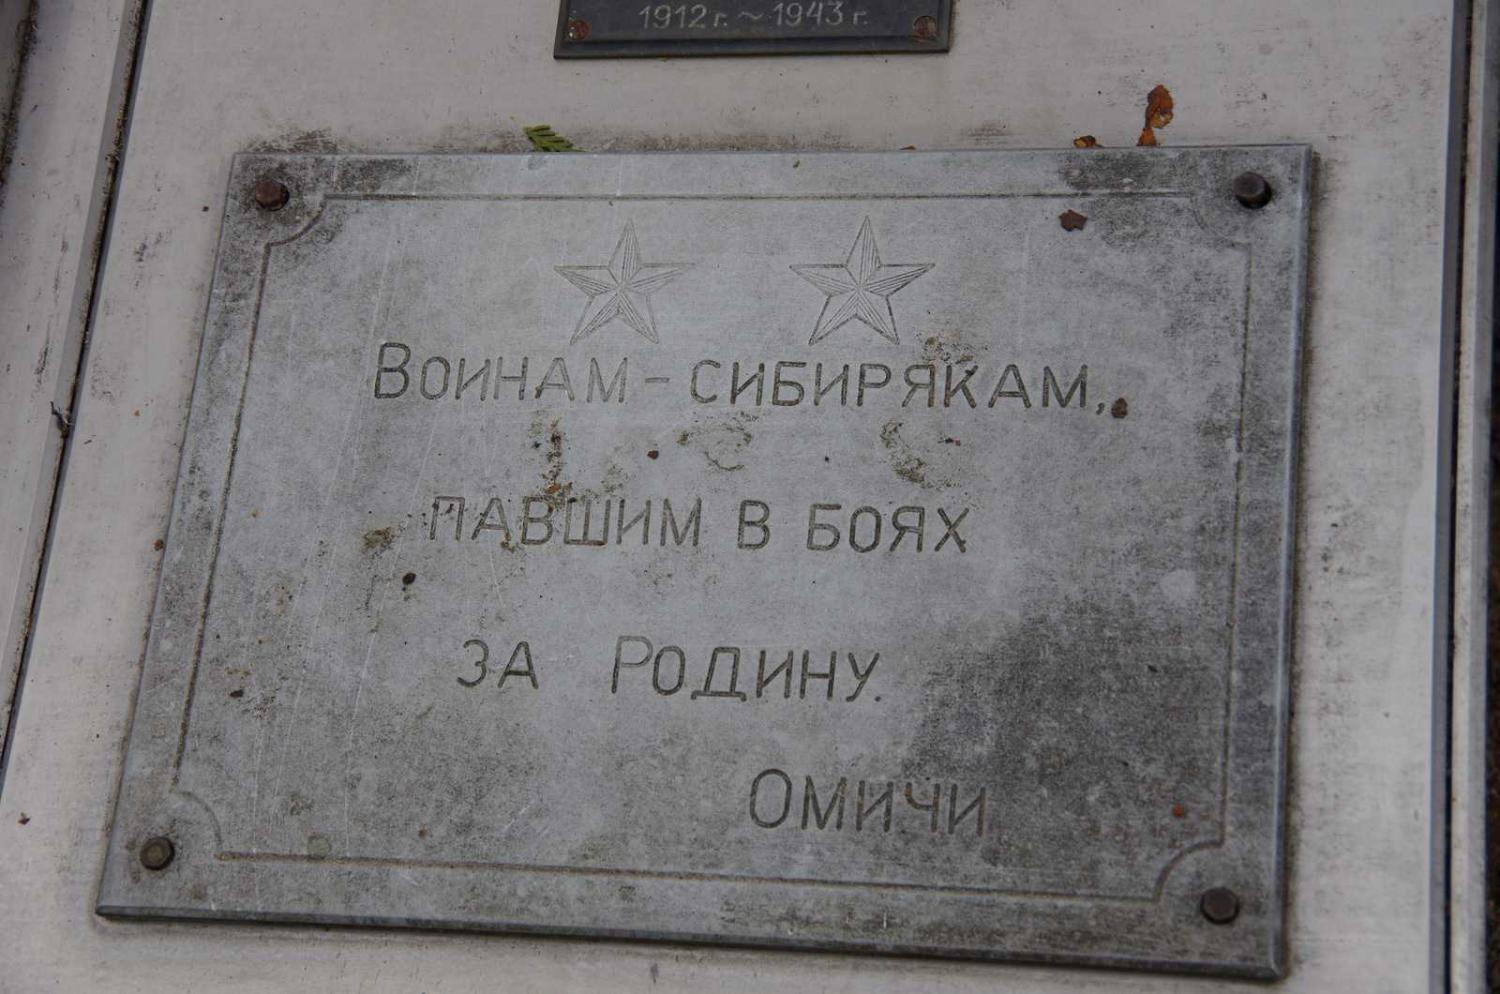 1912 г. ~ 1943 г.
Воинам - сибирякам,
павшим в боях
за Родину.
Омичи